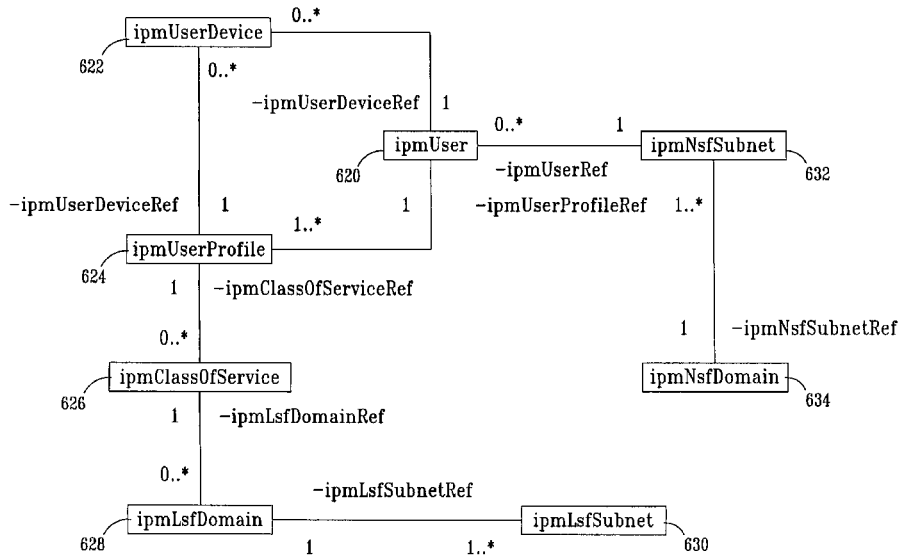 0..*
ipmUserDevice
622
0..*
-ipmUserDeviceRef 1
0..* 1
ipmUser
ipmNsfSubnet
620
632
-ipmUserRef
-ipmUserDeviceRef 1
1
-ipmUserProfileRef 1..*
1..*
ipmUserProfile
624
1 -ipmClassOfServiceRef
0..*
1 -ipmNsfSubnetRef
ipmClassOfService
ipmNsfDomain
626
634
1 -ipmLsfDomainRef
0..*
-ipmLsfSubnetRef
ipmLsfDomain
ipmLsfSubnet
628
630
1 1..*